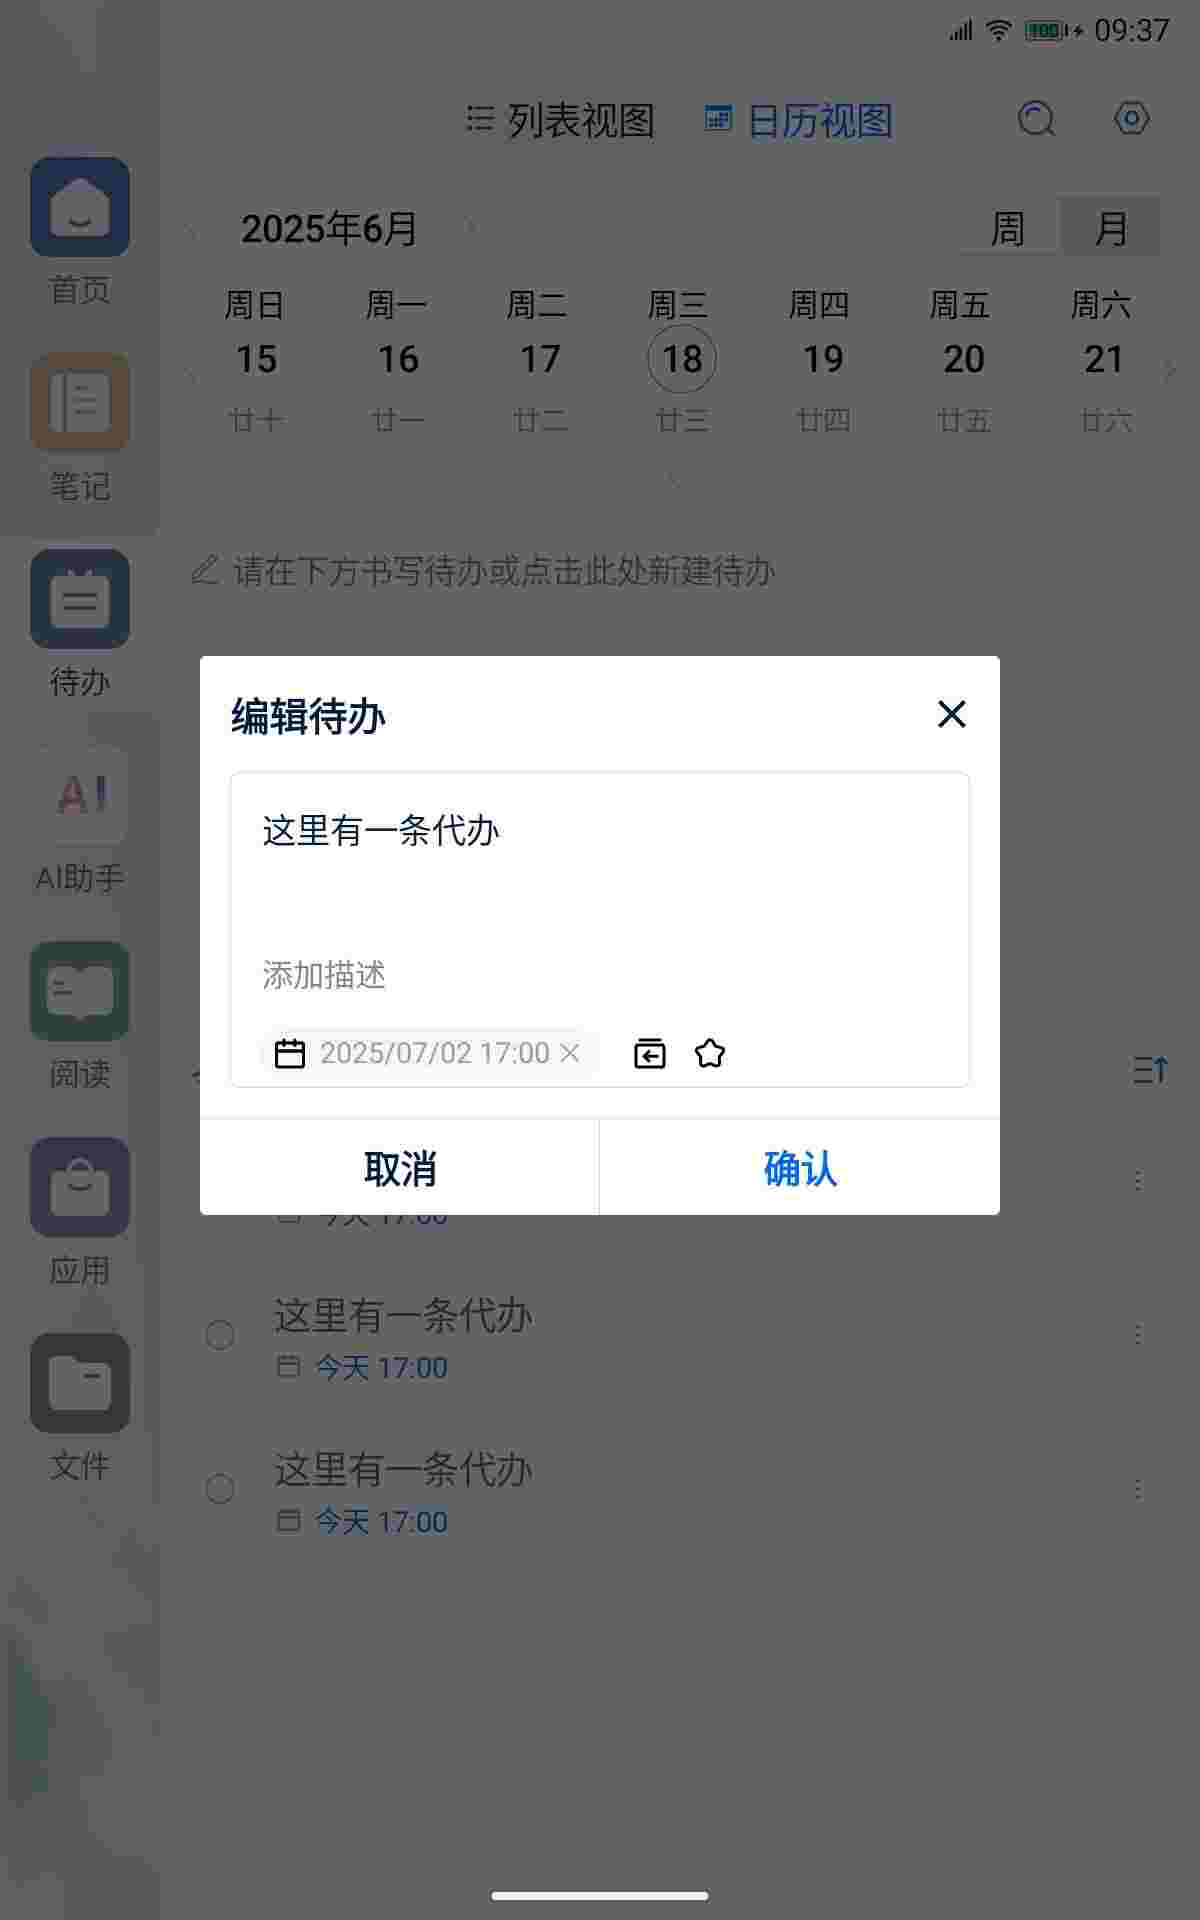 100 09:37
列表视图 日历视图
2025年6月 周 月
周日 周一 周二 周三 周四 周五 周六
15 16 17 18 19 20 21
廿十 廿一 廿二 廿三 廿四 廿五 廿六
请在下方书写待办或点击此处新建待办
首页
笔记
待办
AI
AI助手
阅读
应用
文件
编辑待办
这里有一条代办
添加描述
2025/07/02 17:00
取消 确认
今天 17:00
这里有一条代办
今天 17:00
这里有一条代办
今天 17:00